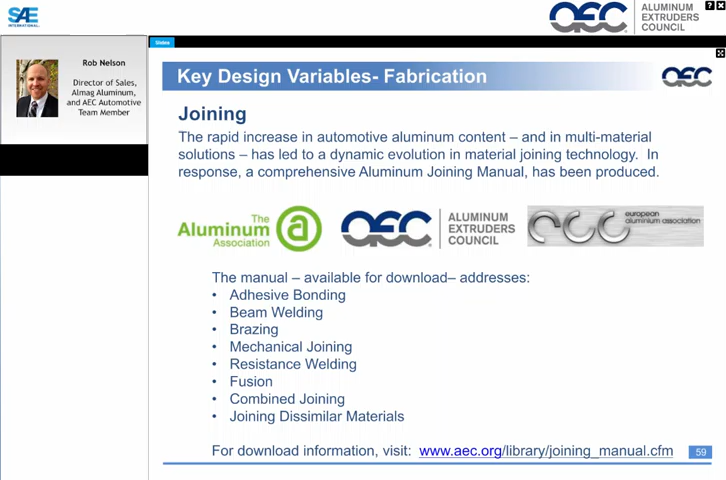 SAE
INTERNATIONAL
AEC
ALUMINUM
EXTRUDERS
COUNCIL
Rob Nelson
Director of Sales,
Almag Aluminum,
and AEC Automotive
Team Member
Slides
Key Design Variables- Fabrication
AEC
Joining
The rapid increase in automotive aluminum content – and in multi-material
solutions – has led to a dynamic evolution in material joining technology. In
response, a comprehensive Aluminum Joining Manual, has been produced.
The
Aluminum
Association
a
AEC
ALUMINUM
EXTRUDERS
COUNCIL
european
aluminium association
The manual – available for download– addresses:
• Adhesive Bonding
• Beam Welding
• Brazing
• Mechanical Joining
• Resistance Welding
• Fusion
• Combined Joining
• Joining Dissimilar Materials
For download information, visit: www.aec.org/library/joining_manual.cfm
59